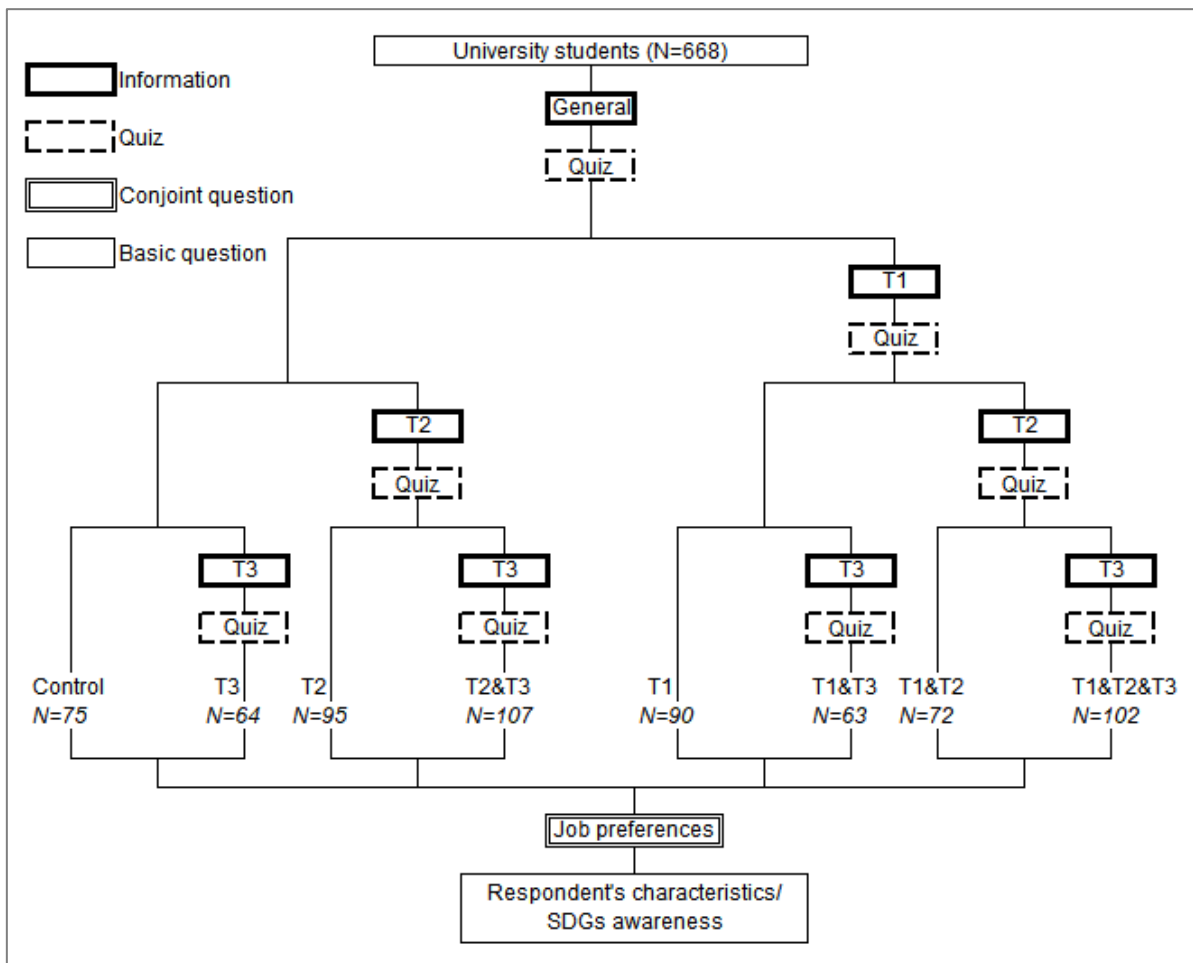 University students (N=668)
Information
General
Quiz
Quiz
Conjoint question
Basic question
T1
Quiz
T2
T2
Quiz
Quiz
T3
T3
T3
T3
Quiz
Quiz
Quiz
Quiz
Control
T3
T2
T2&T3
T1
T1&T3
T1&T2
T1&T2&T3
N=75
N=64
N=95
N=107
N=90
N=63
N=72
N=102
Job preferences
Respondent's characteristics/
SDGs awareness